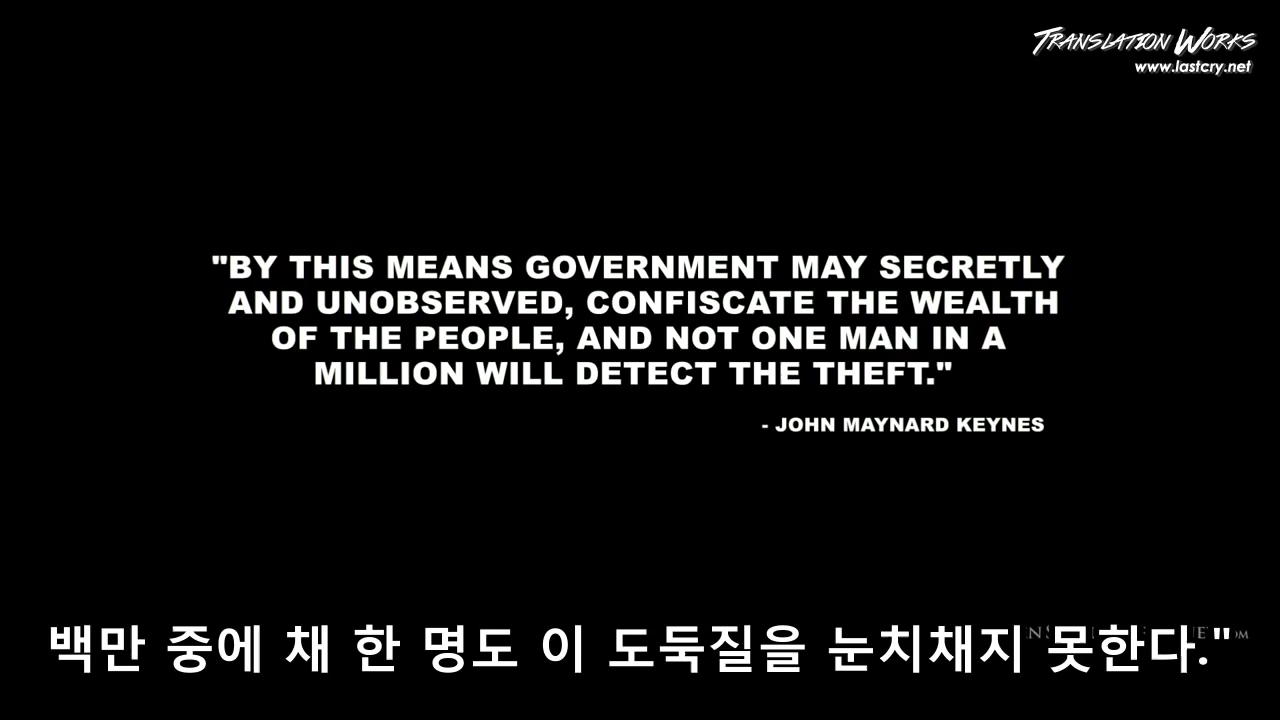 TRANSLATION WORKS
www.lastcry.net
"BY THIS MEANS GOVERNMENT MAY SECRETLY
AND UNOBSERVED, CONFISCATE THE WEALTH
OF THE PEOPLE, AND NOT ONE MAN IN A
MILLION WILL DETECT THE THEFT."
- JOHN MAYNARD KEYNES
백만 중에 채 한 명도 이 도둑질을 눈치채지 못한다."